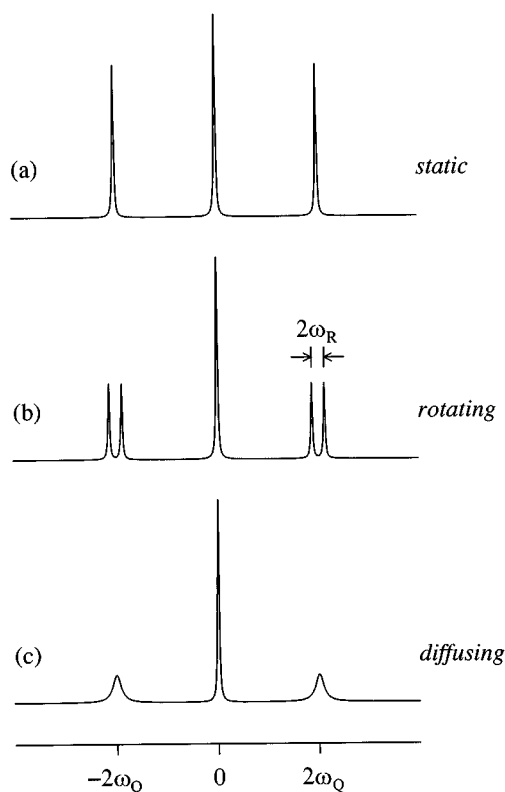 (a)
static
2ω_R
(b)
rotating
(c)
diffusing
−2ω_Q 0 2ω_Q